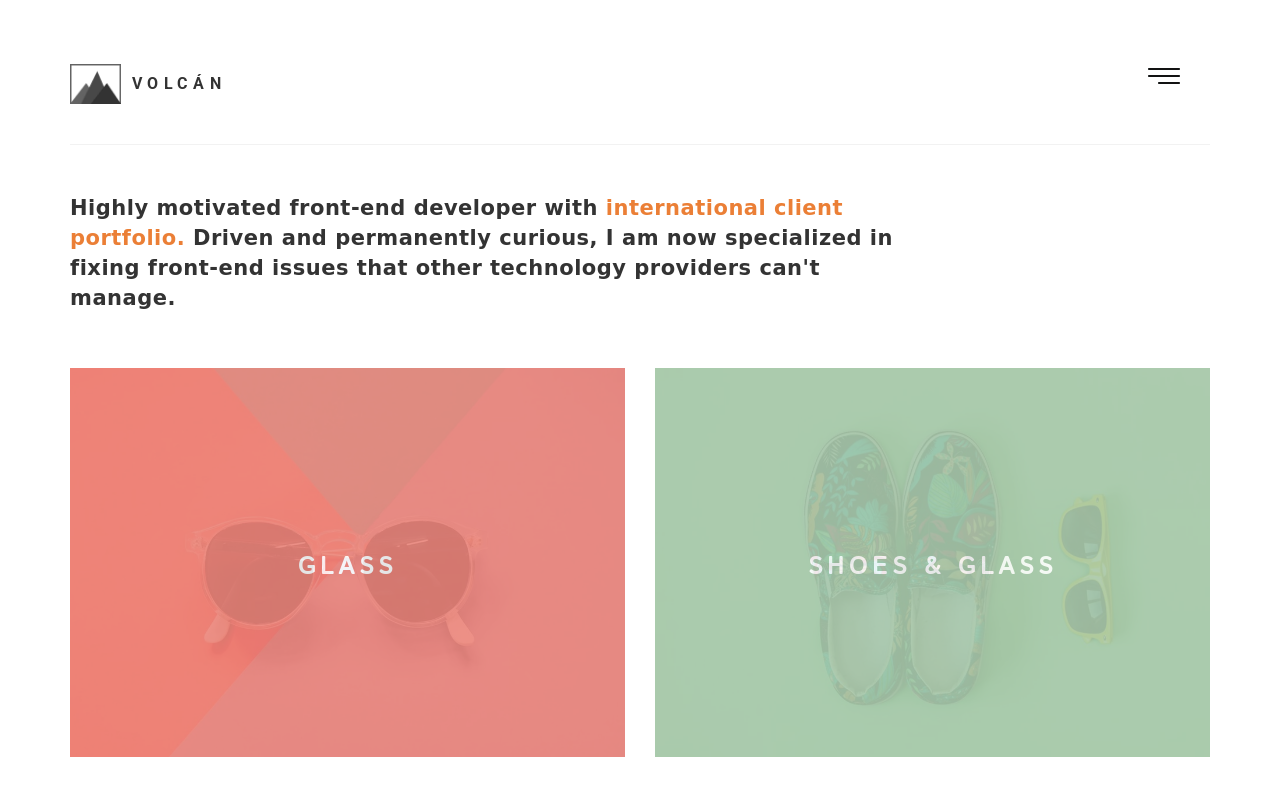 VOLCÁN
Highly motivated front-end developer with international client
portfolio. Driven and permanently curious, I am now specialized in
fixing front-end issues that other technology providers can't
manage.
GLASS
SHOES & GLASS